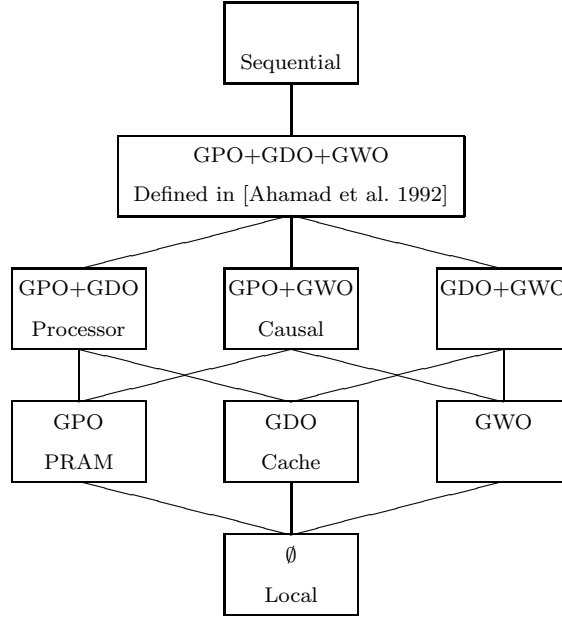 Sequential
GPO+GDO+GWO
Defined in [Ahamad et al. 1992]
GPO+GDO
Processor
GPO+GWO
Causal
GDO+GWO
GPO
PRAM
GDO
Cache
GWO
∅
Local